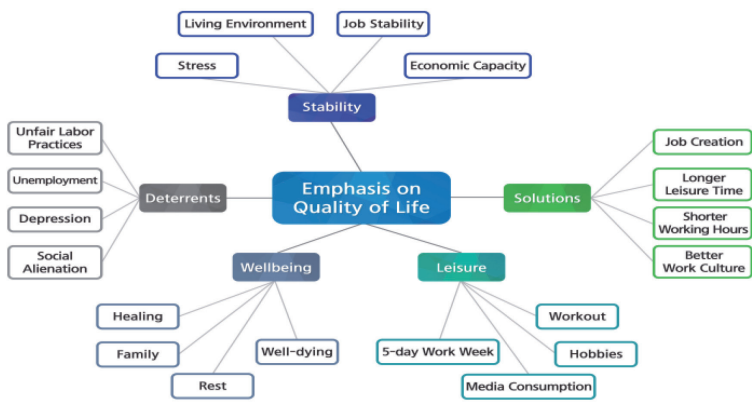 Living Environment
Job Stability
Stress
Economic Capacity
Stability
Unfair Labor
Practices
Unemployment
Depression
Social
Alienation
Deterrents
Emphasis on
Quality of Life
Solutions
Job Creation
Longer
Leisure Time
Shorter
Working Hours
Better
Work Culture
Wellbeing
Leisure
Healing
Family
Rest
Well-dying
5-day Work Week
Workout
Hobbies
Media Consumption